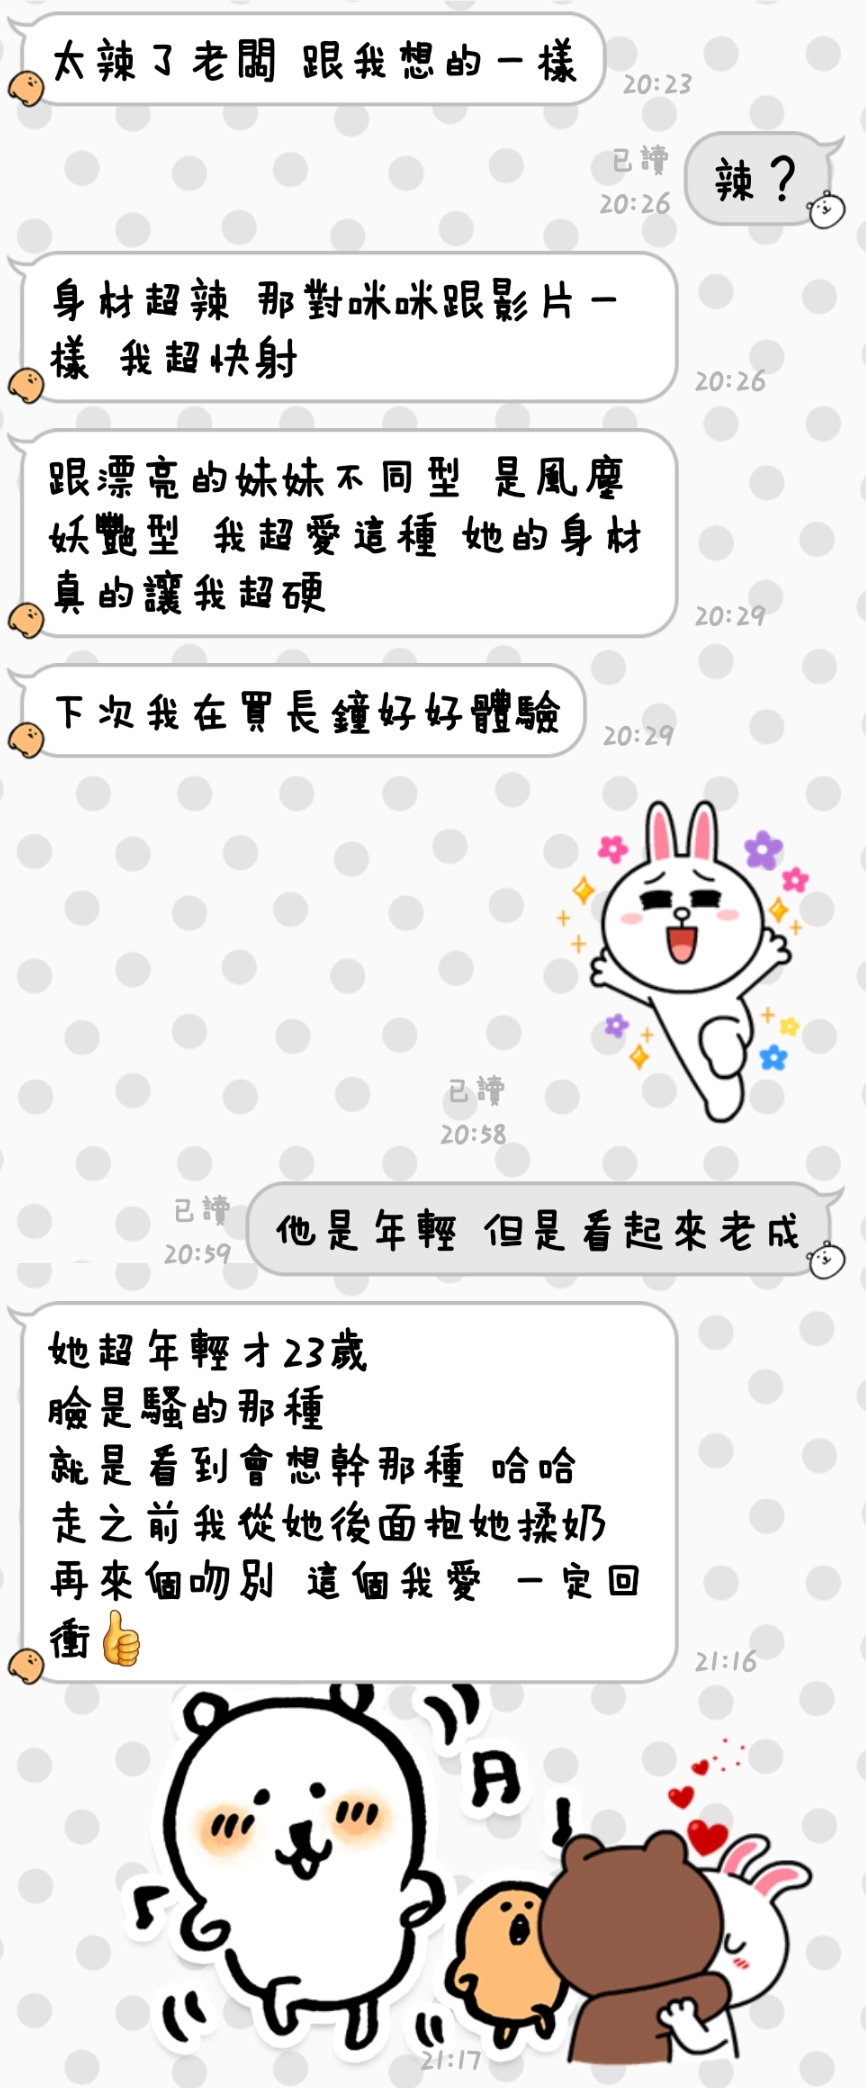 太辣了老闆 跟我想的一樣
20:23
已讀
20:26
辣？
身材超辣 那對咪咪跟影片一
樣 我超快射
20:26
跟漂亮的妹妹不同型 是風塵
妖艷型 我超愛這種 她的身材
真的讓我超硬
20:29
下次我在買長鐘好好體驗
20:29
已讀
20:58
已讀
20:59
他是年輕 但是看起來老成
她超年輕才23歲
臉是騷的那種
就是看到會想幹那種 哈哈
走之前我從她後面抱她揉奶
再來個吻別 這個我愛 一定回
衝👍
21:16
21:17